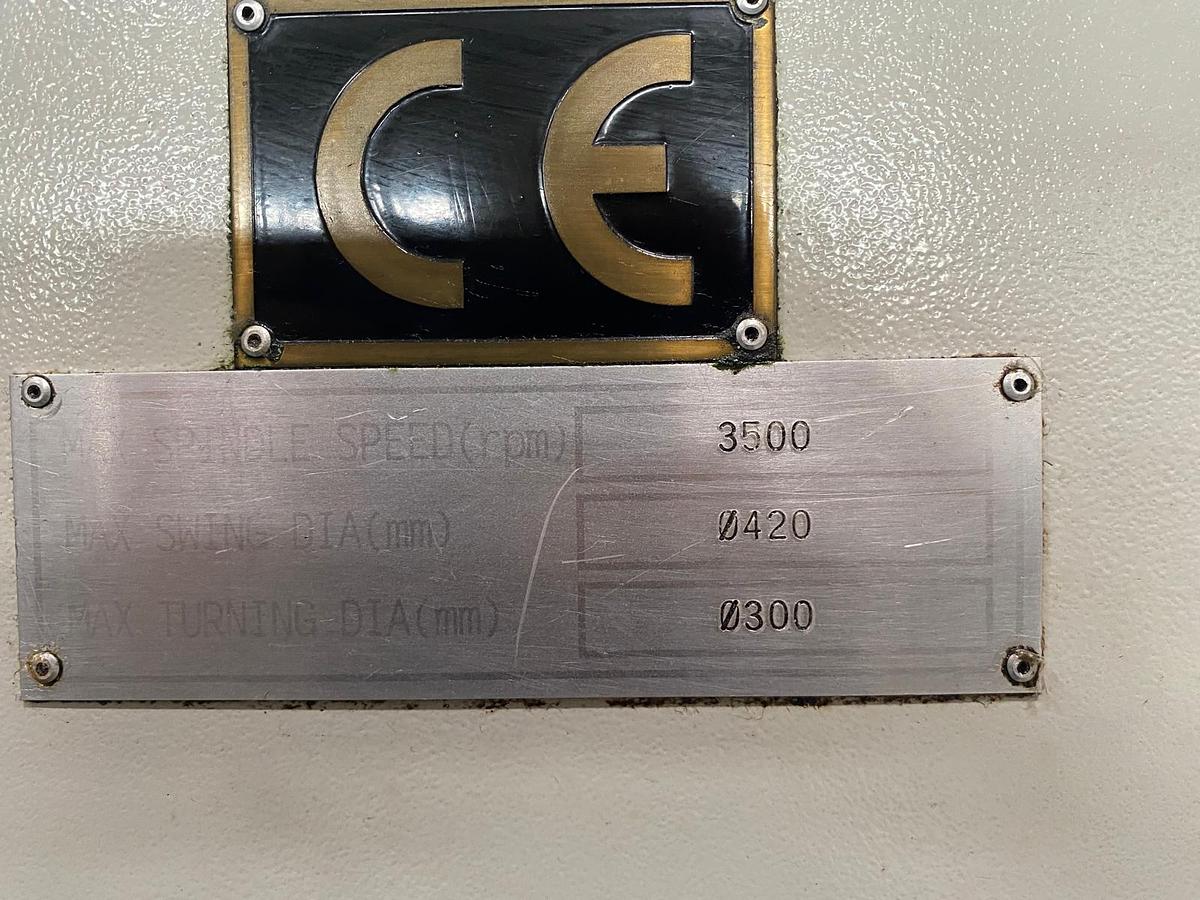 CE
MAX SPINDLE SPEED(rpm) 3500
MAX SWING DIA(mm) Ø420
MAX TURNING DIA(mm) Ø300